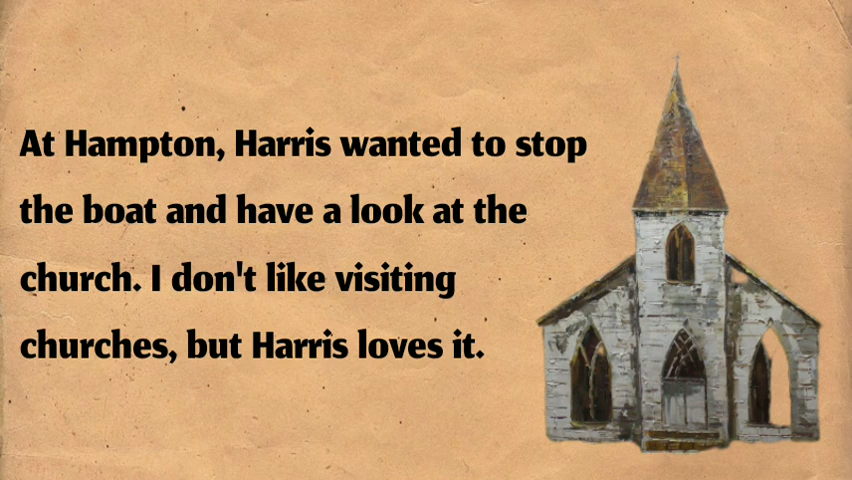 At Hampton, Harris wanted to stop
the boat and have a look at the
church. I don't like visiting
churches, but Harris loves it.